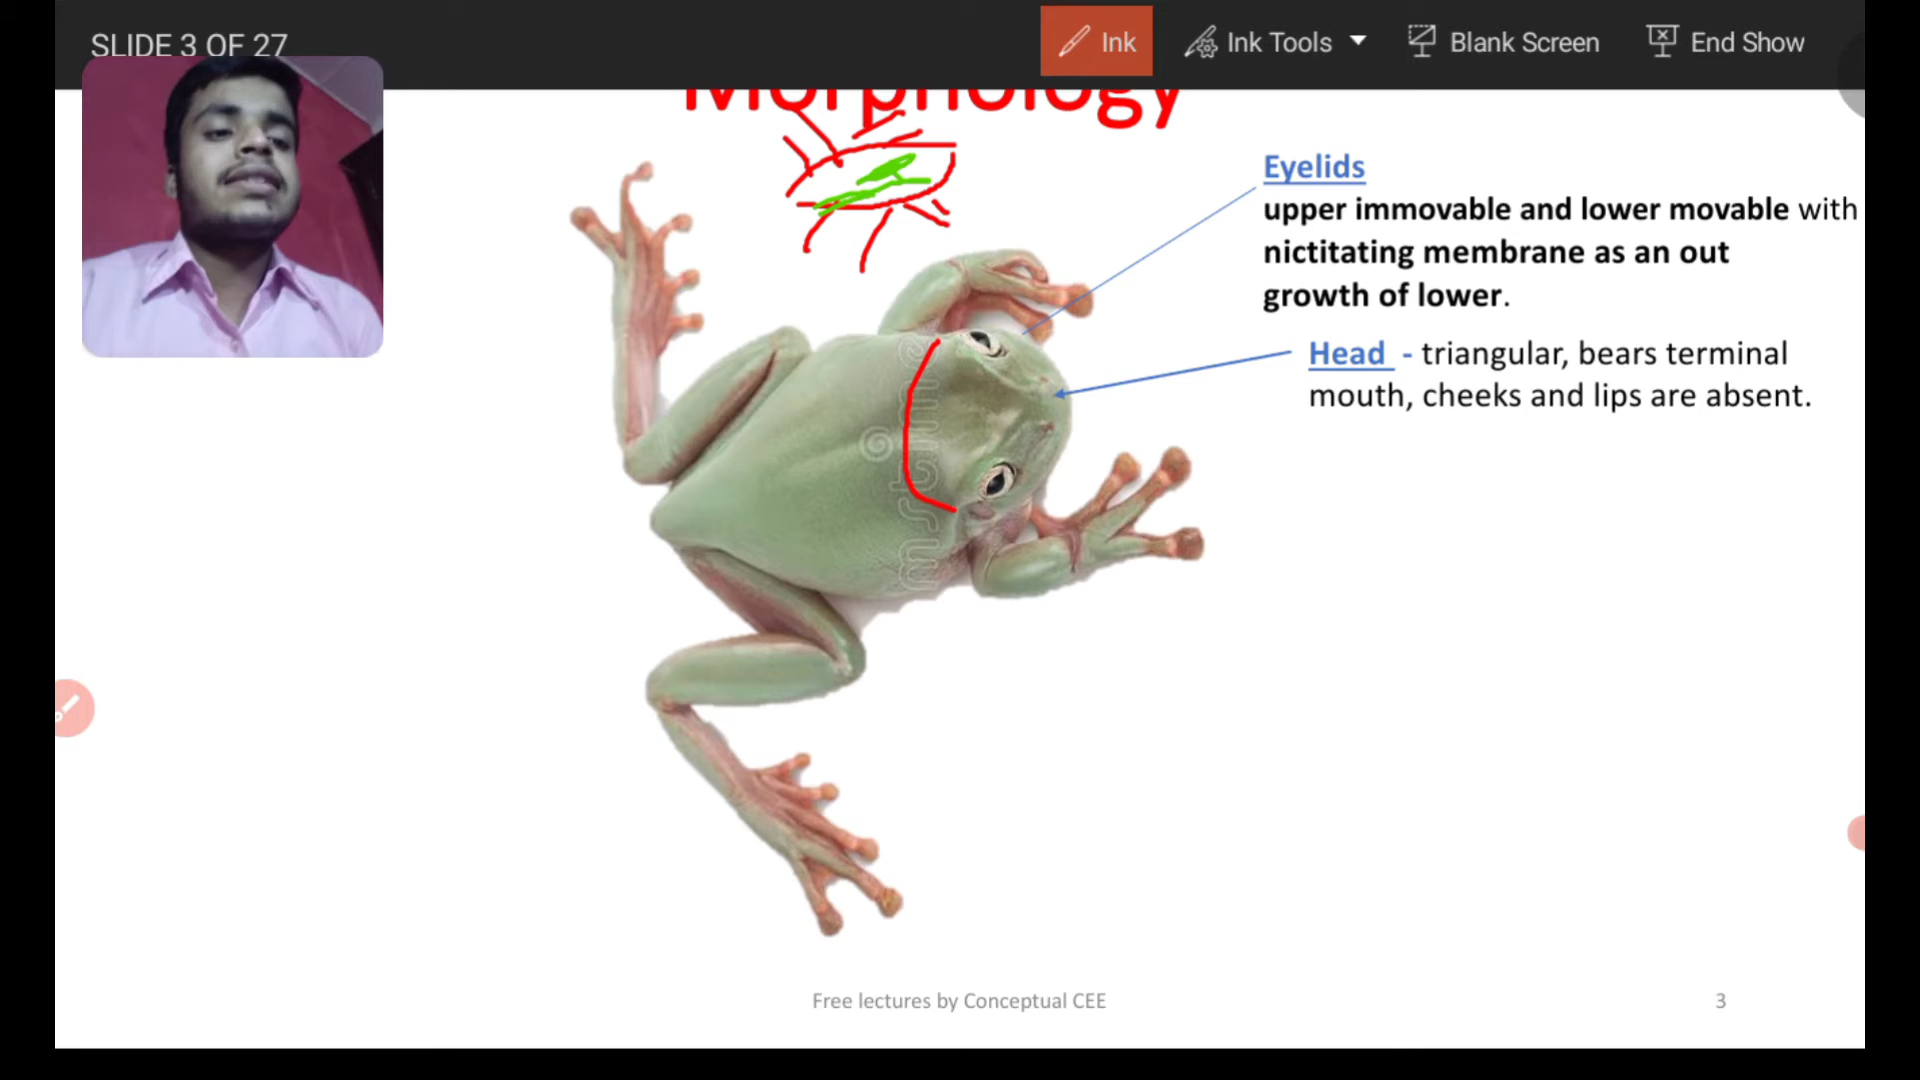 SLIDE 3 OF 27
Ink
Ink Tools
Blank Screen
End Show
Morphology
Eyelids
upper immovable and lower movable with
nictitating membrane as an out
growth of lower.
Head - triangular, bears terminal
mouth, cheeks and lips are absent.
Free lectures by Conceptual CEE
3